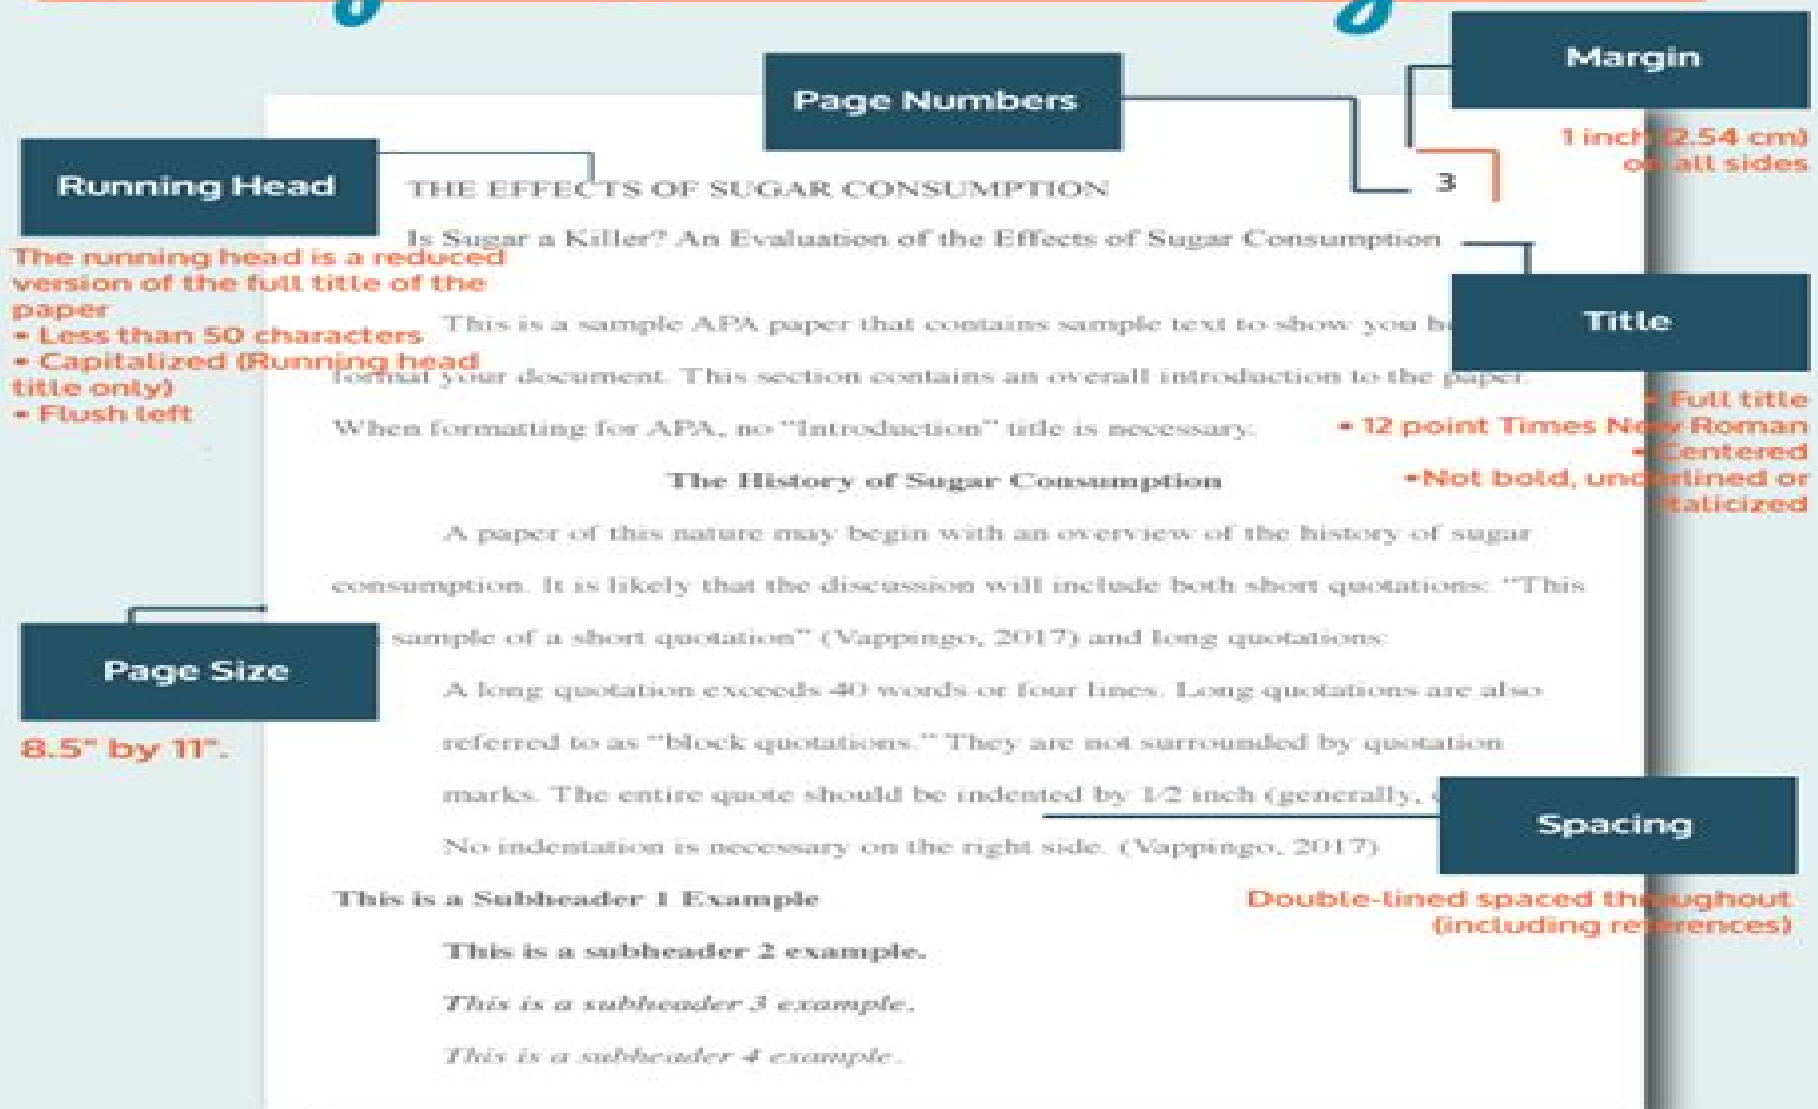 Margin
Page Numbers
1 inch (2.54 cm)
on all sides
Running Head
THE EFFECTS OF SUGAR CONSUMPTION
3
Is Sugar a Killer? An Evaluation of the Effects of Sugar Consumption
The running head is a reduced
version of the full title of the
paper
• Less than 50 characters
• Capitalized (Running head
title only)
• Flush left
Title
This is a sample APA paper that contains sample text to show you
format your document. This section contains an overall introduction to the paper.
When formatting for APA, no "Introduction" title is necessary.
• Full title
• 12 point Times New Roman
• Centered
•Not bold, underlined or
italicized
The History of Sugar Consumption
A paper of this nature may begin with an overview of the history of sugar
consumption. It is likely that the discussion will include both short quotations: "This
sample of a short quotation" (Vappingo, 2017) and long quotations:
Page Size
8.5" by 11".
A long quotation exceeds 40 words or four lines. Long quotations are also
referred to as "block quotations." They are not surrounded by quotation
marks. The entire quote should be indented by 1/2 inch (generally,
No indentation is necessary on the right side. (Vappingo, 2017)
Spacing
Double-lined spaced throughout
(including references)
This is a Subheader 1 Example
This is a subheader 2 example.
This is a subheader 3 example.
This is a subheader 4 example.